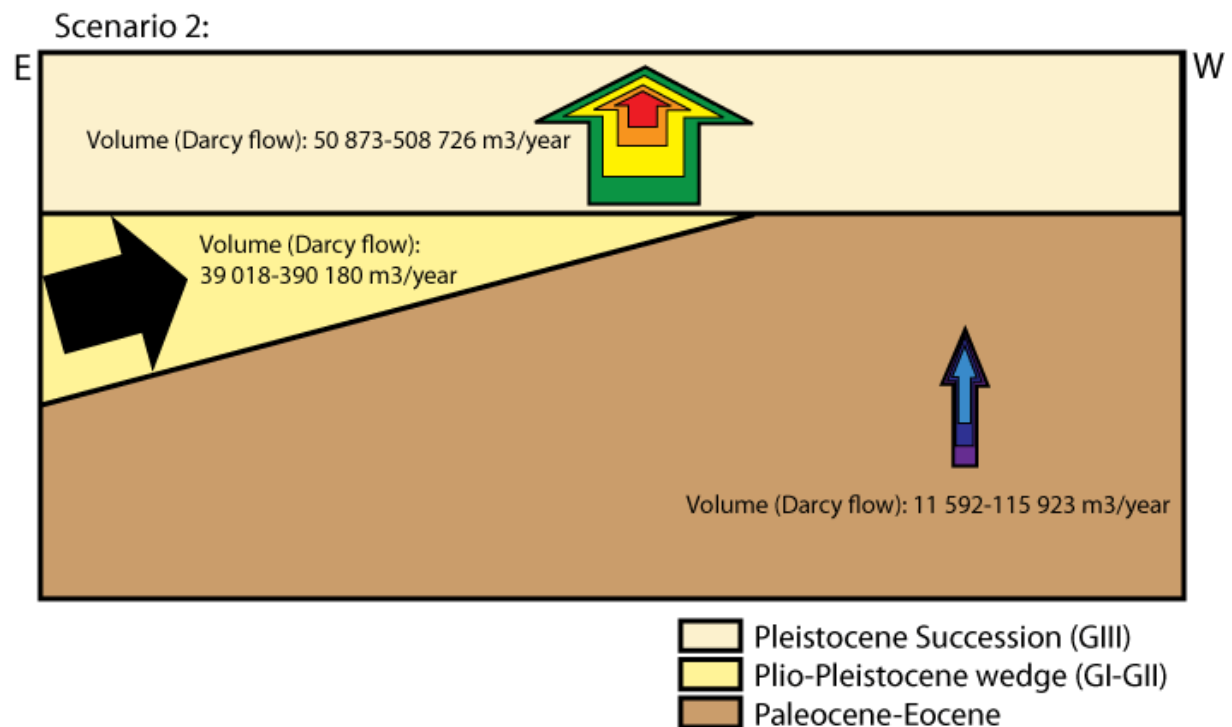 Scenario 2:
E
W
Volume (Darcy flow): 50 873-508 726 m3/year
Volume (Darcy flow):
39 018-390 180 m3/year
Volume (Darcy flow): 11 592-115 923 m3/year
Pleistocene Succession (GIII)
Plio-Pleistocene wedge (GI-GII)
Paleocene-Eocene